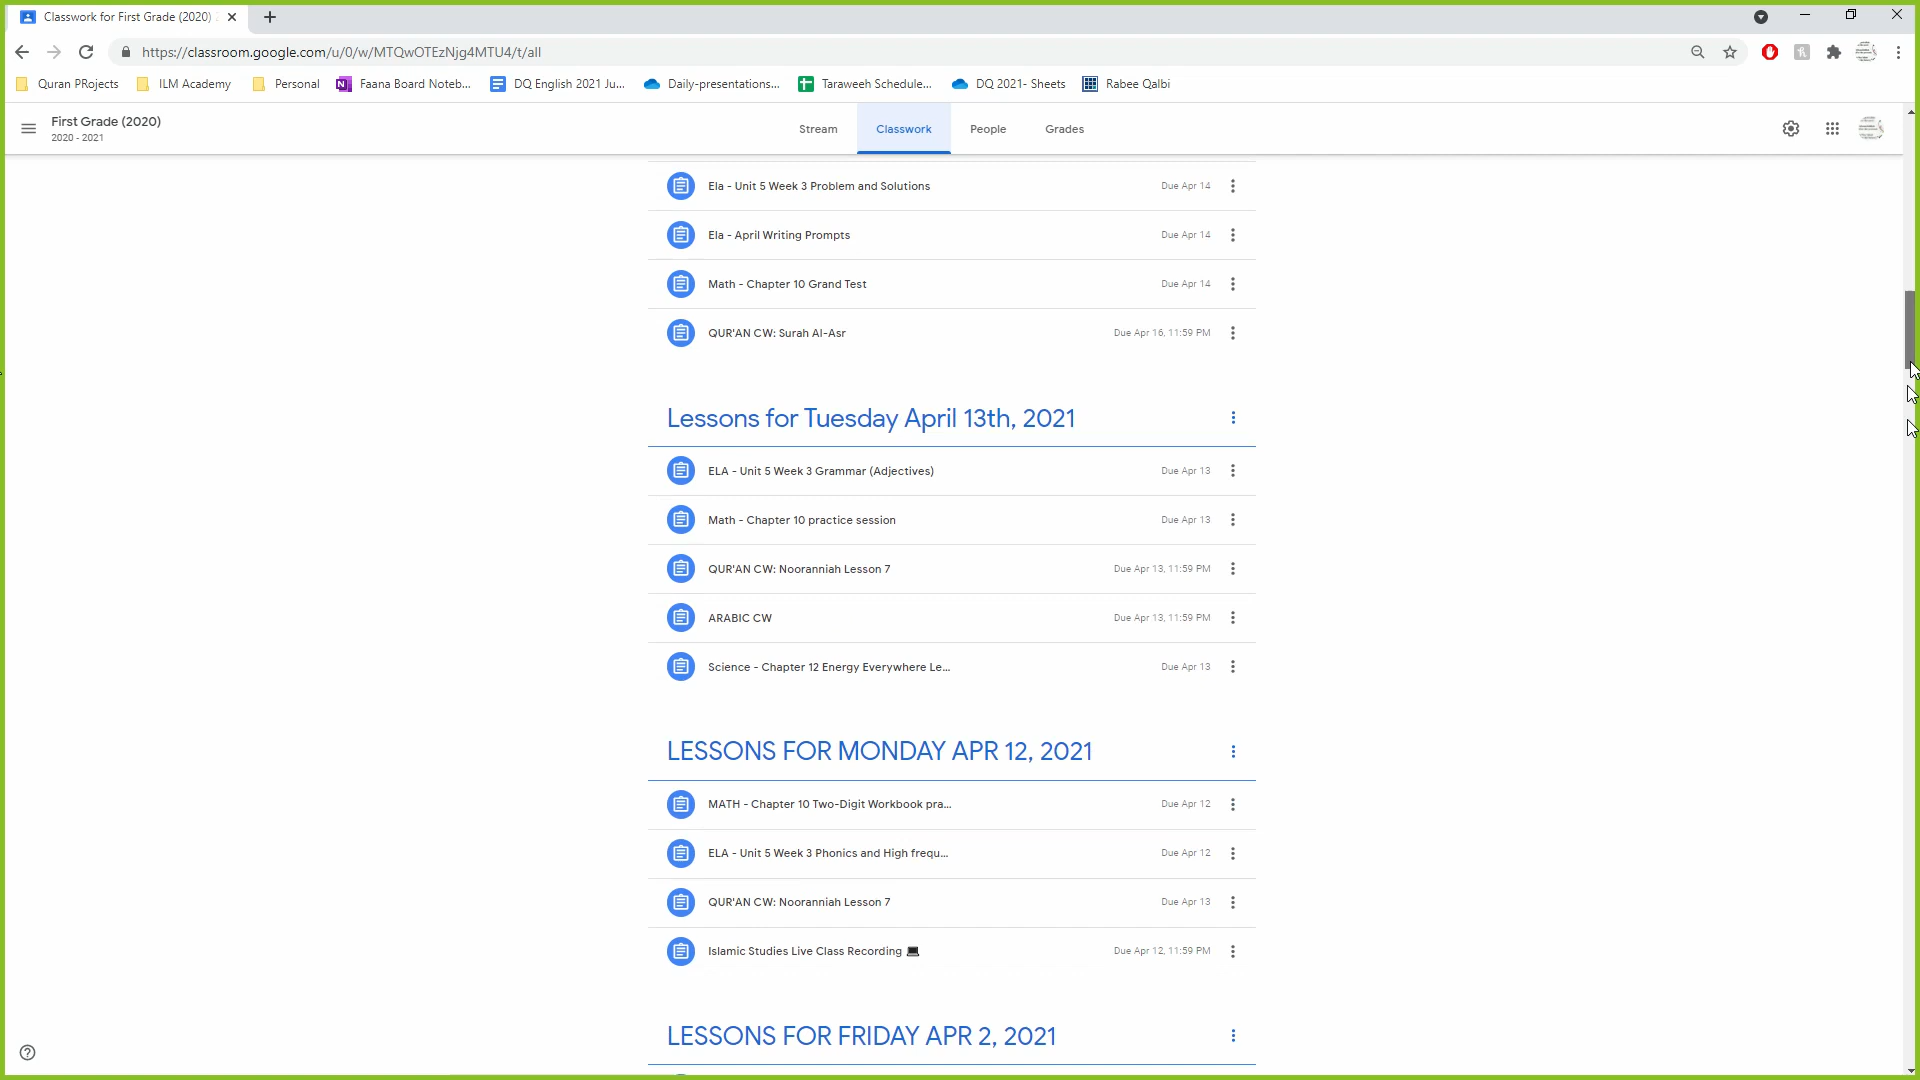 Classwork for First Grade (2020)
https://classroom.google.com/u/0/w/MTQwOTEzNjg4MTU4/t/all
Quran PRojects ILM Academy Personal Faana Board Noteb... DQ English 2021 Ju... Daily-presentations... Taraweeh Schedule... DQ 2021- Sheets Rabee Qalbi
First Grade (2020)
2020 - 2021
Stream Classwork People Grades
Ela - Unit 5 Week 3 Problem and Solutions Due Apr 14
Ela - April Writing Prompts Due Apr 14
Math - Chapter 10 Grand Test Due Apr 14
QUR'AN CW: Surah Al-Asr Due Apr 16, 11:59 PM
Lessons for Tuesday April 13th, 2021
ELA - Unit 5 Week 3 Grammar (Adjectives) Due Apr 13
Math - Chapter 10 practice session Due Apr 13
QUR'AN CW: Nooranniah Lesson 7 Due Apr 13, 11:59 PM
ARABIC CW Due Apr 13, 11:59 PM
Science - Chapter 12 Energy Everywhere Le... Due Apr 13
LESSONS FOR MONDAY APR 12, 2021
MATH - Chapter 10 Two-Digit Workbook pra... Due Apr 12
ELA - Unit 5 Week 3 Phonics and High frequ... Due Apr 12
QUR'AN CW: Nooranniah Lesson 7 Due Apr 13
Islamic Studies Live Class Recording 💻 Due Apr 12, 11:59 PM
LESSONS FOR FRIDAY APR 2, 2021